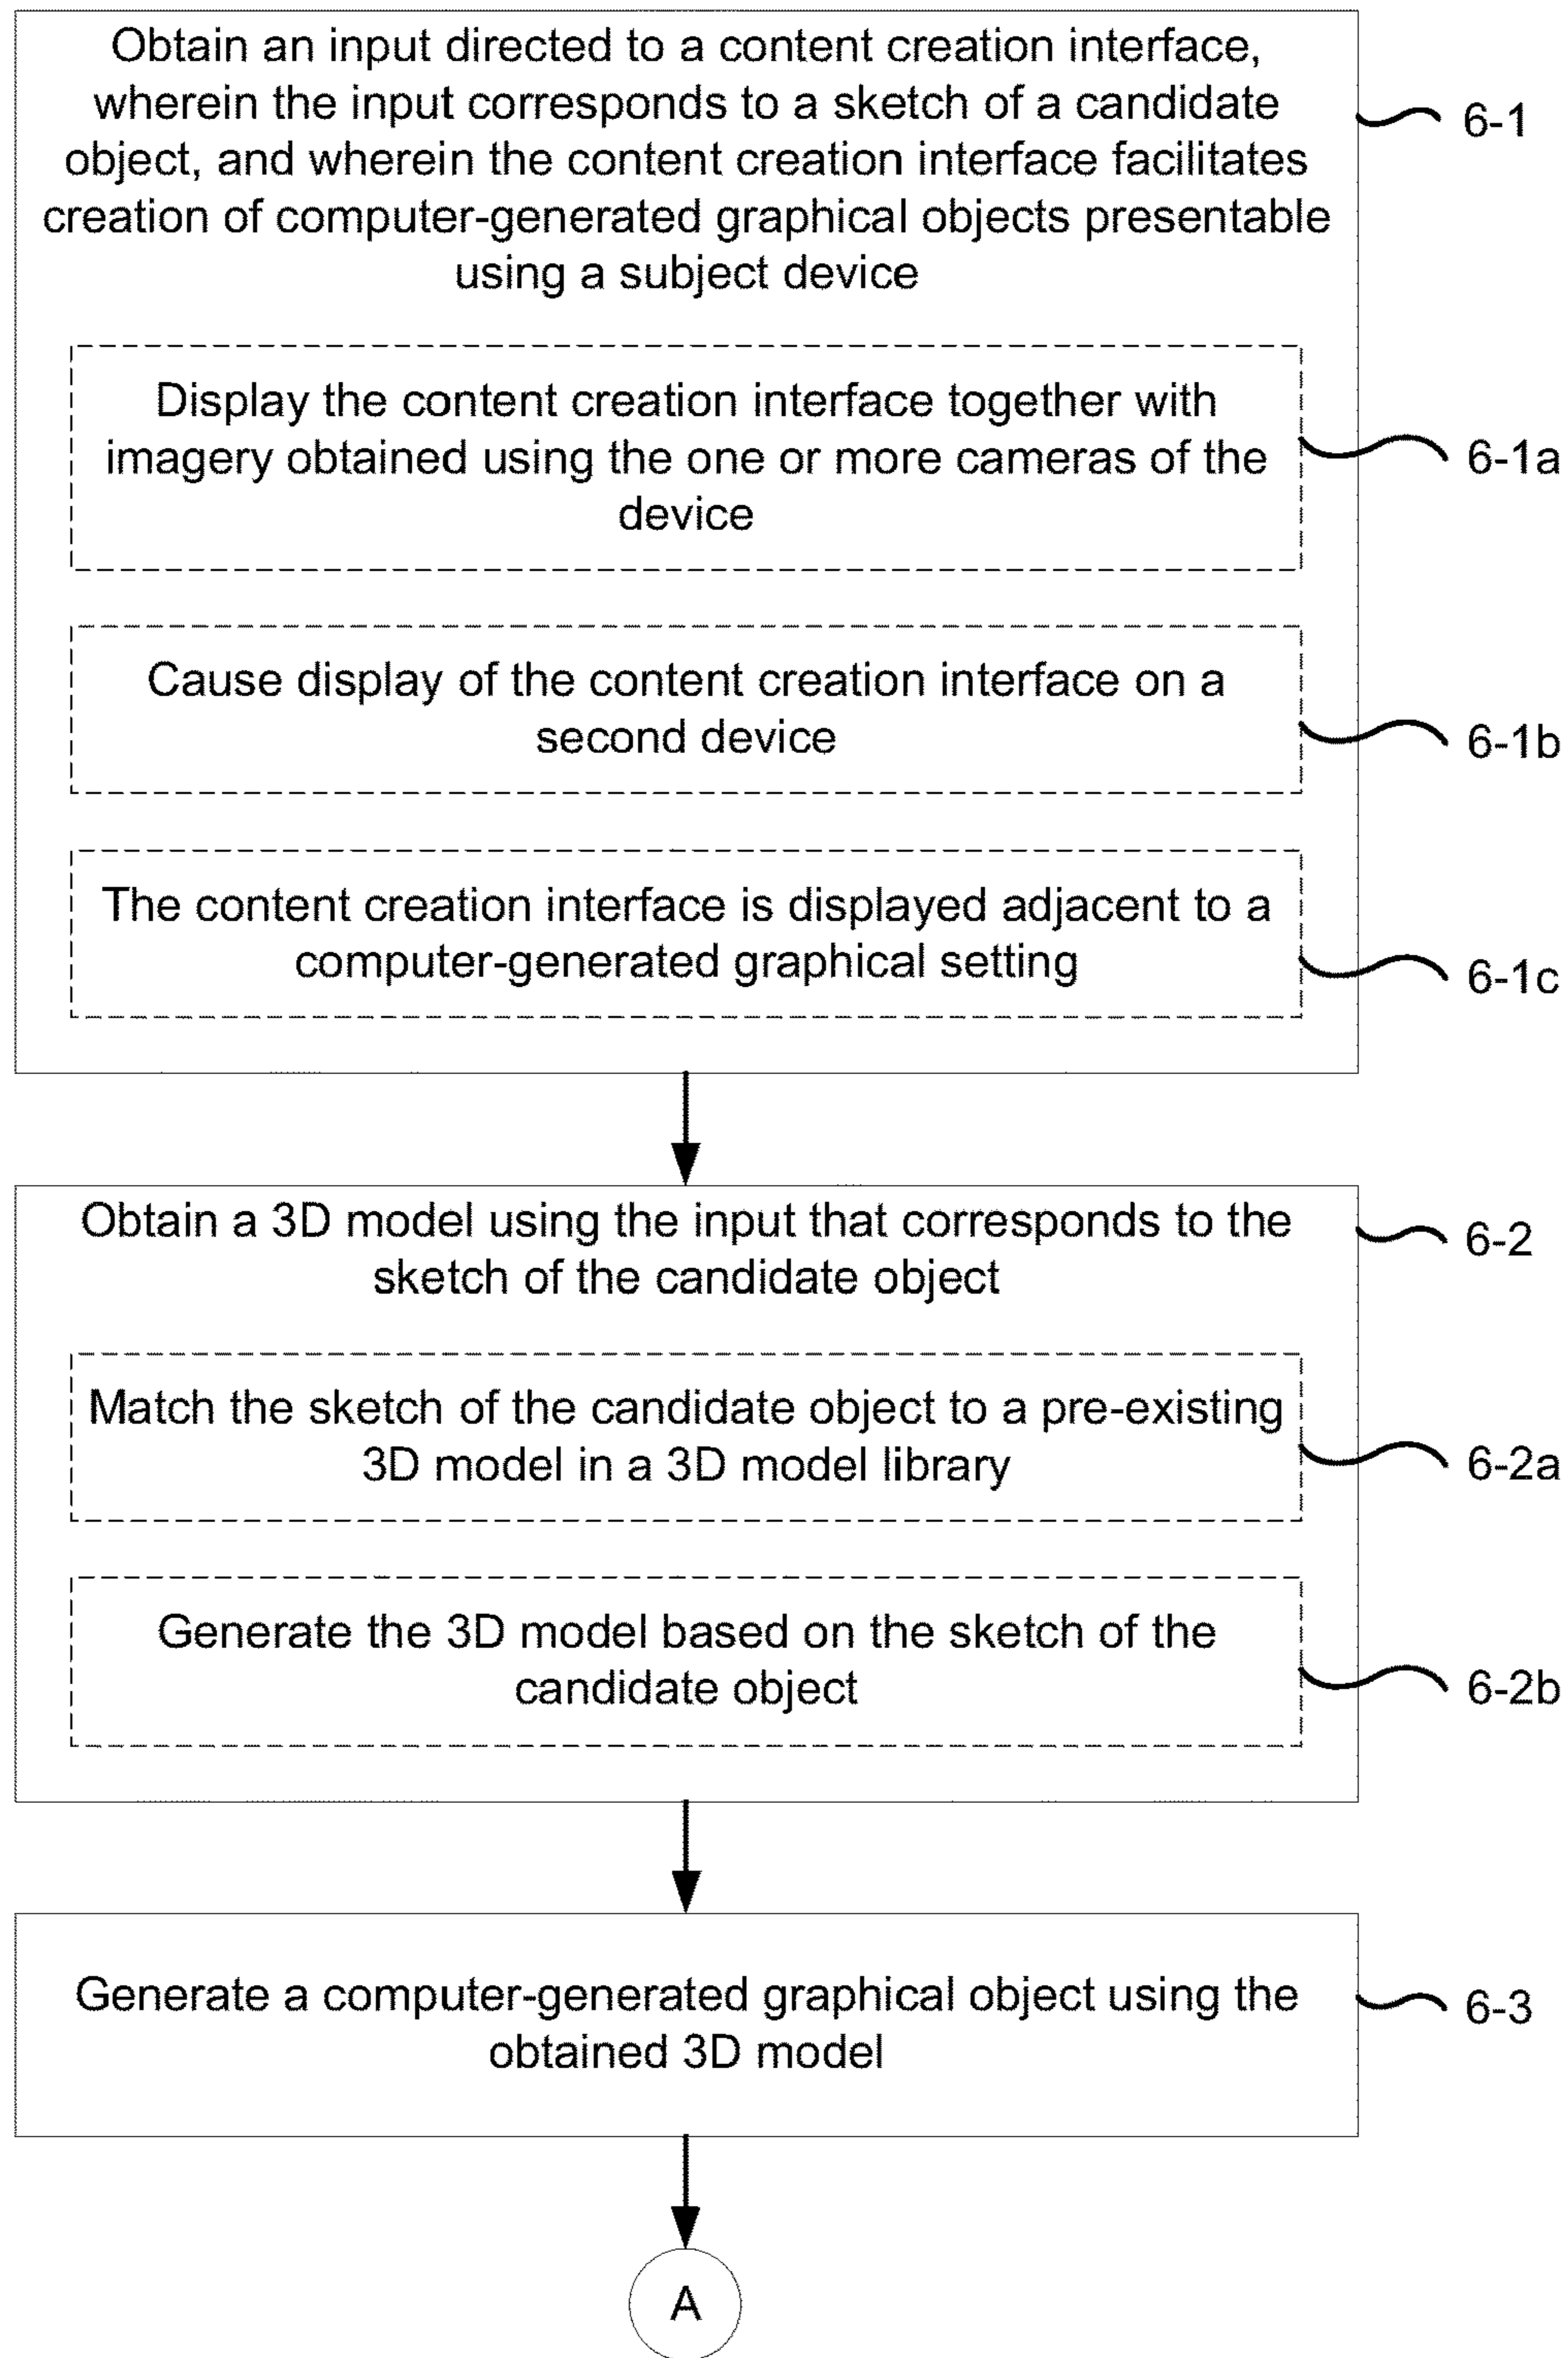 Obtain an input directed to a content creation interface,
wherein the input corresponds to a sketch of a candidate
object, and wherein the content creation interface facilitates
creation of computer-generated graphical objects presentable
using a subject device
6-1
Display the content creation interface together with
imagery obtained using the one or more cameras of the
device
6-1a
Cause display of the content creation interface on a
second device
6-1b
The content creation interface is displayed adjacent to a
computer-generated graphical setting
6-1c
Obtain a 3D model using the input that corresponds to the
sketch of the candidate object
6-2
Match the sketch of the candidate object to a pre-existing
3D model in a 3D model library
6-2a
Generate the 3D model based on the sketch of the
candidate object
6-2b
Generate a computer-generated graphical object using the
obtained 3D model
6-3
A